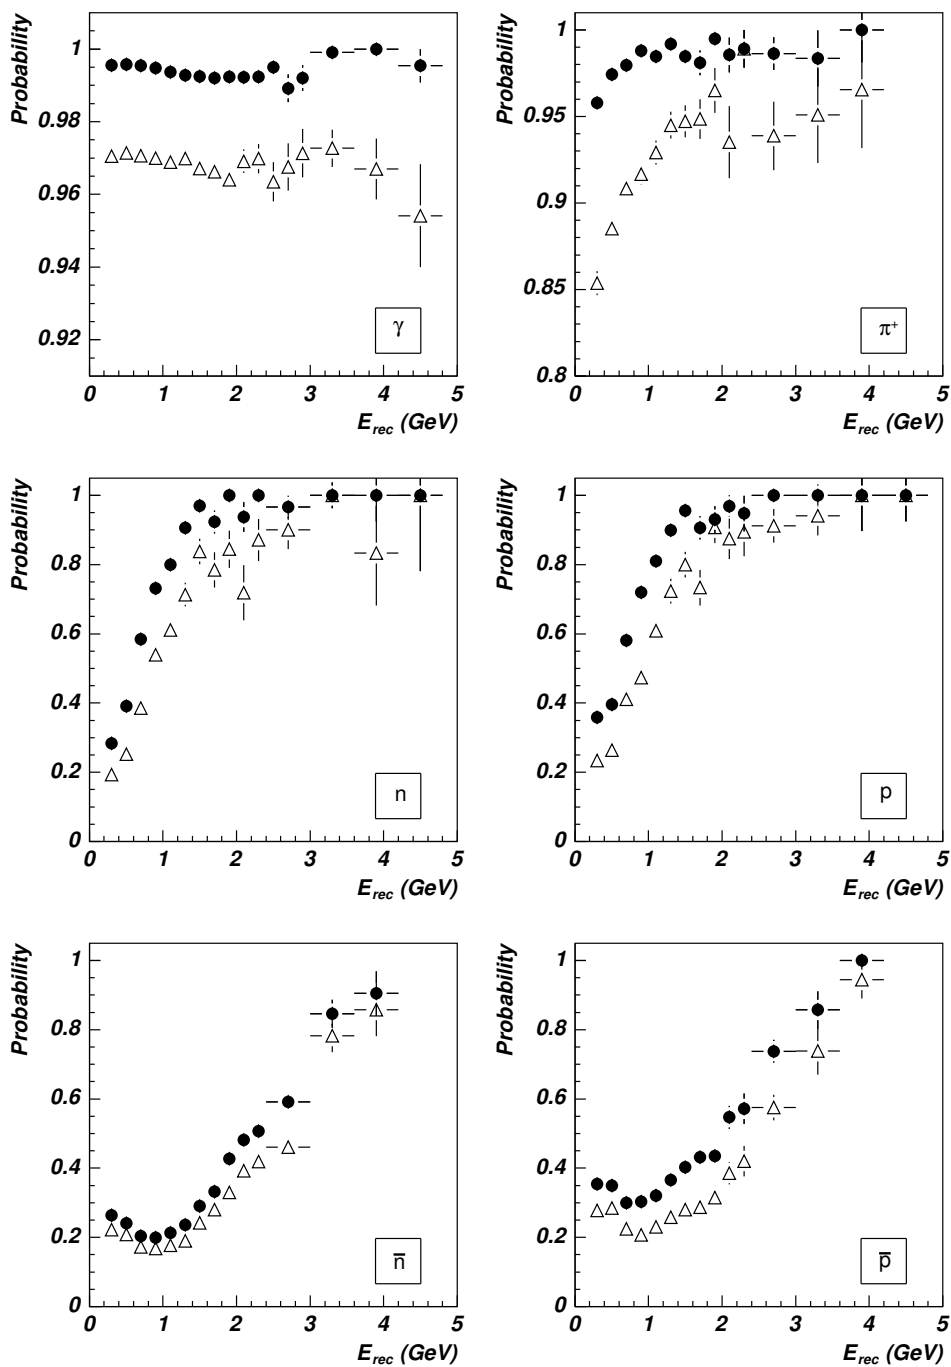 Probability
1
0.98
0.96
0.94
0.92
γ
0 1 2 3 4 5
E_rec (GeV)
Probability
1
0.95
0.9
0.85
0.8
π⁺
0 1 2 3 4 5
E_rec (GeV)
Probability
1
0.8
0.6
0.4
0.2
0
n
0 1 2 3 4 5
E_rec (GeV)
Probability
1
0.8
0.6
0.4
0.2
0
p
0 1 2 3 4 5
E_rec (GeV)
Probability
1
0.8
0.6
0.4
0.2
0
n̅
0 1 2 3 4 5
E_rec (GeV)
Probability
1
0.8
0.6
0.4
0.2
0
p̅
0 1 2 3 4 5
E_rec (GeV)